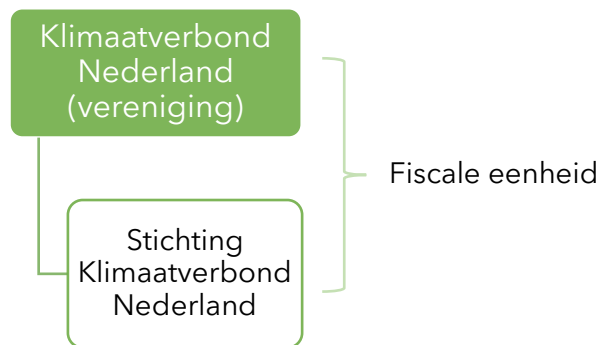 Klimaatverbond
Nederland
(vereniging)
Fiscale eenheid
Stichting
Klimaatverbond
Nederland